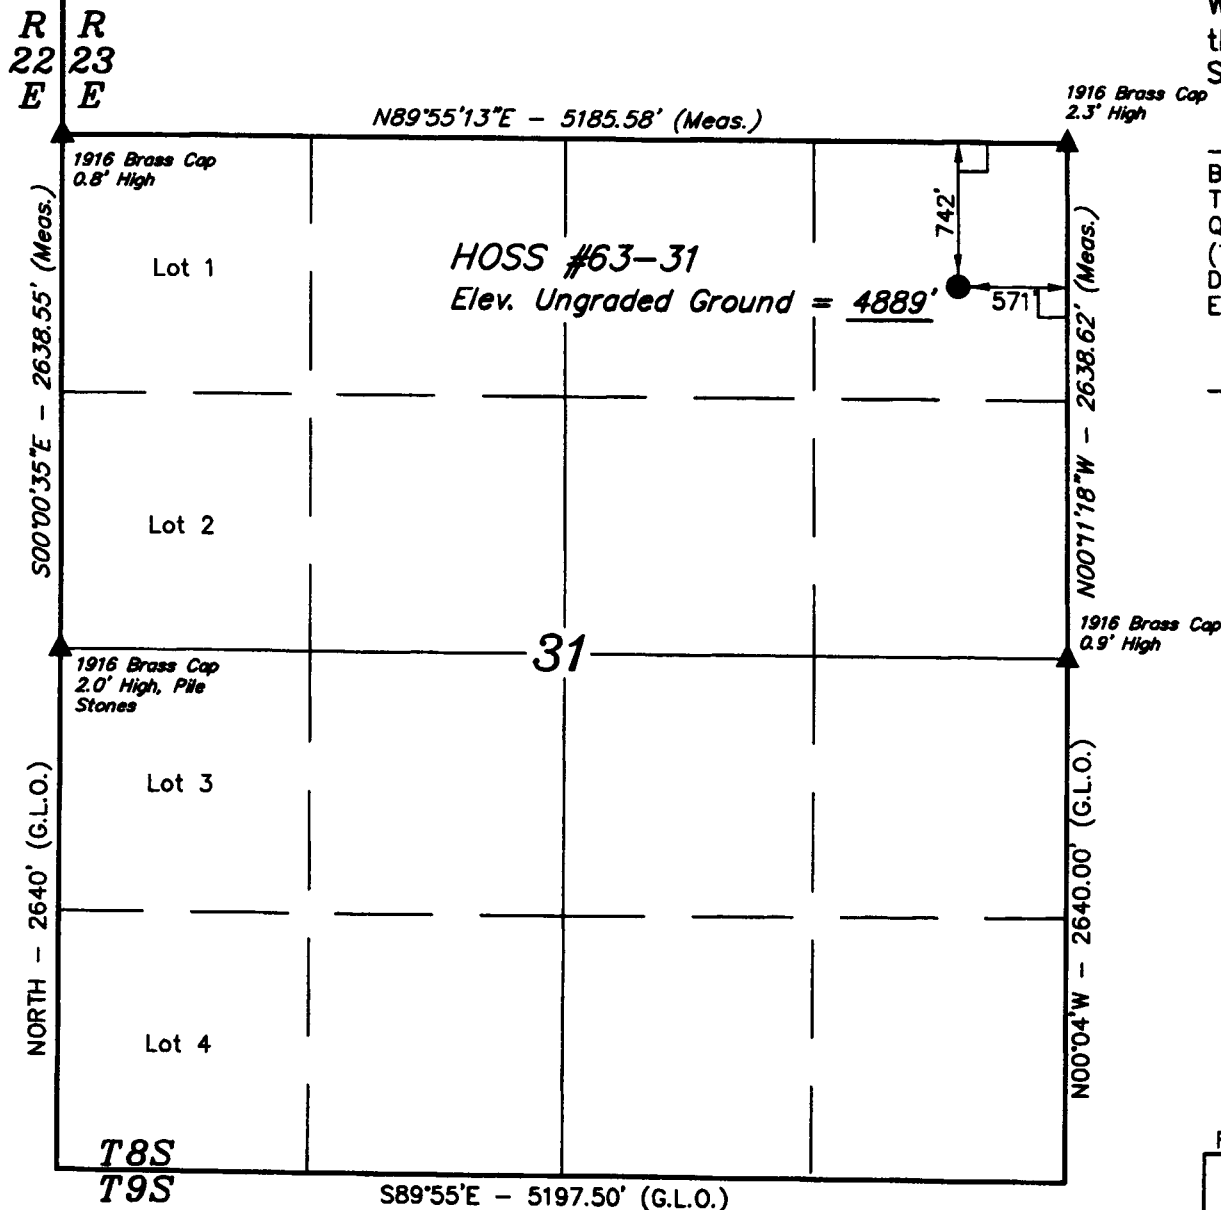 R R
22 23
E E
N89°55'13"E - 5185.58' (Meas.)
1916 Brass Cap
2.3' High
1916 Brass Cap
0.8' High
S00°00'35"E - 2638.55' (Meas.)
Lot 1
HOSS #63-31
Elev. Ungraded Ground = 4889'
742'
571'
N00°11'18"W - 2638.62' (Meas.)
Lot 2
31
1916 Brass Cap
0.9' High
1916 Brass Cap
2.0' High, Pile
Stones
Lot 3
NORTH - 2640' (G.L.O.)
N00°04'W - 2640.00' (G.L.O.)
Lot 4
T8S
T9S
S89°55'E - 5197.50' (G.L.O.)